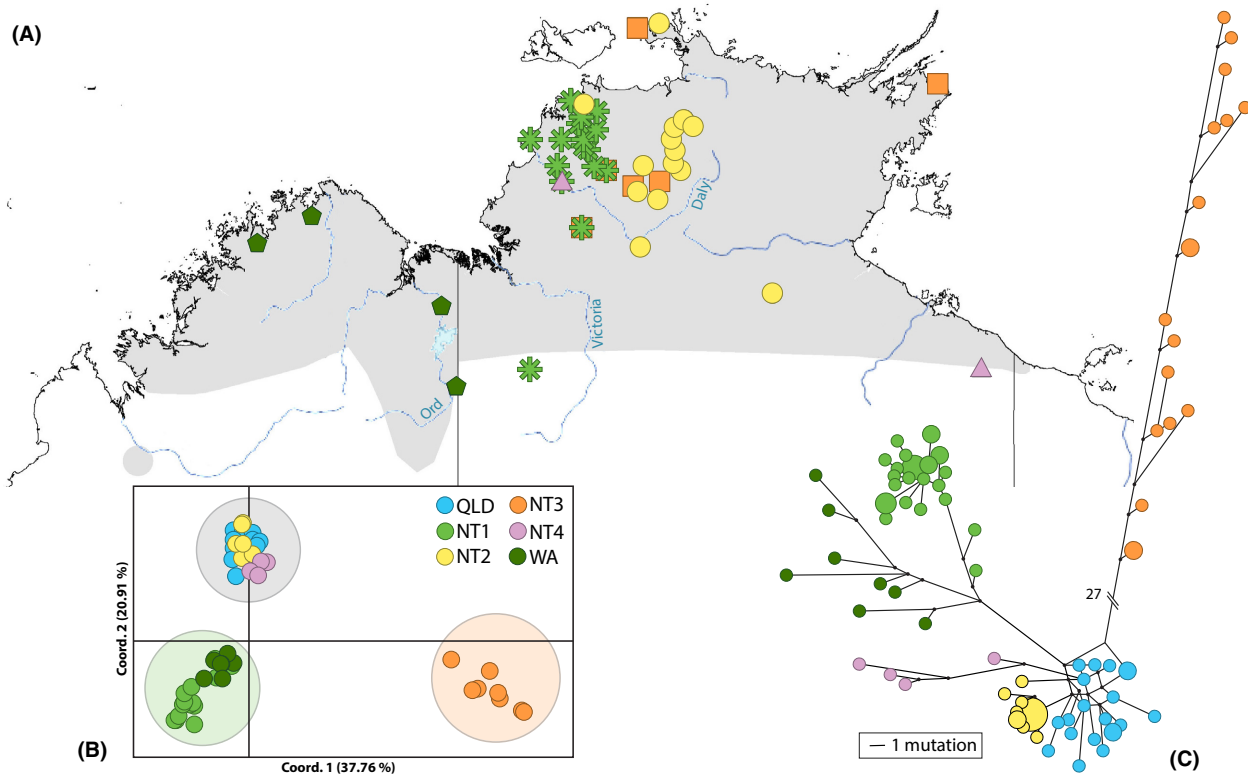 (A)
Daly
Victoria
Ord
27
QLD
NT3
NT1
NT4
NT2
WA
Coord. 2 (20.91 %)
(B)
Coord. 1 (37.76 %)
1 mutation
(C)